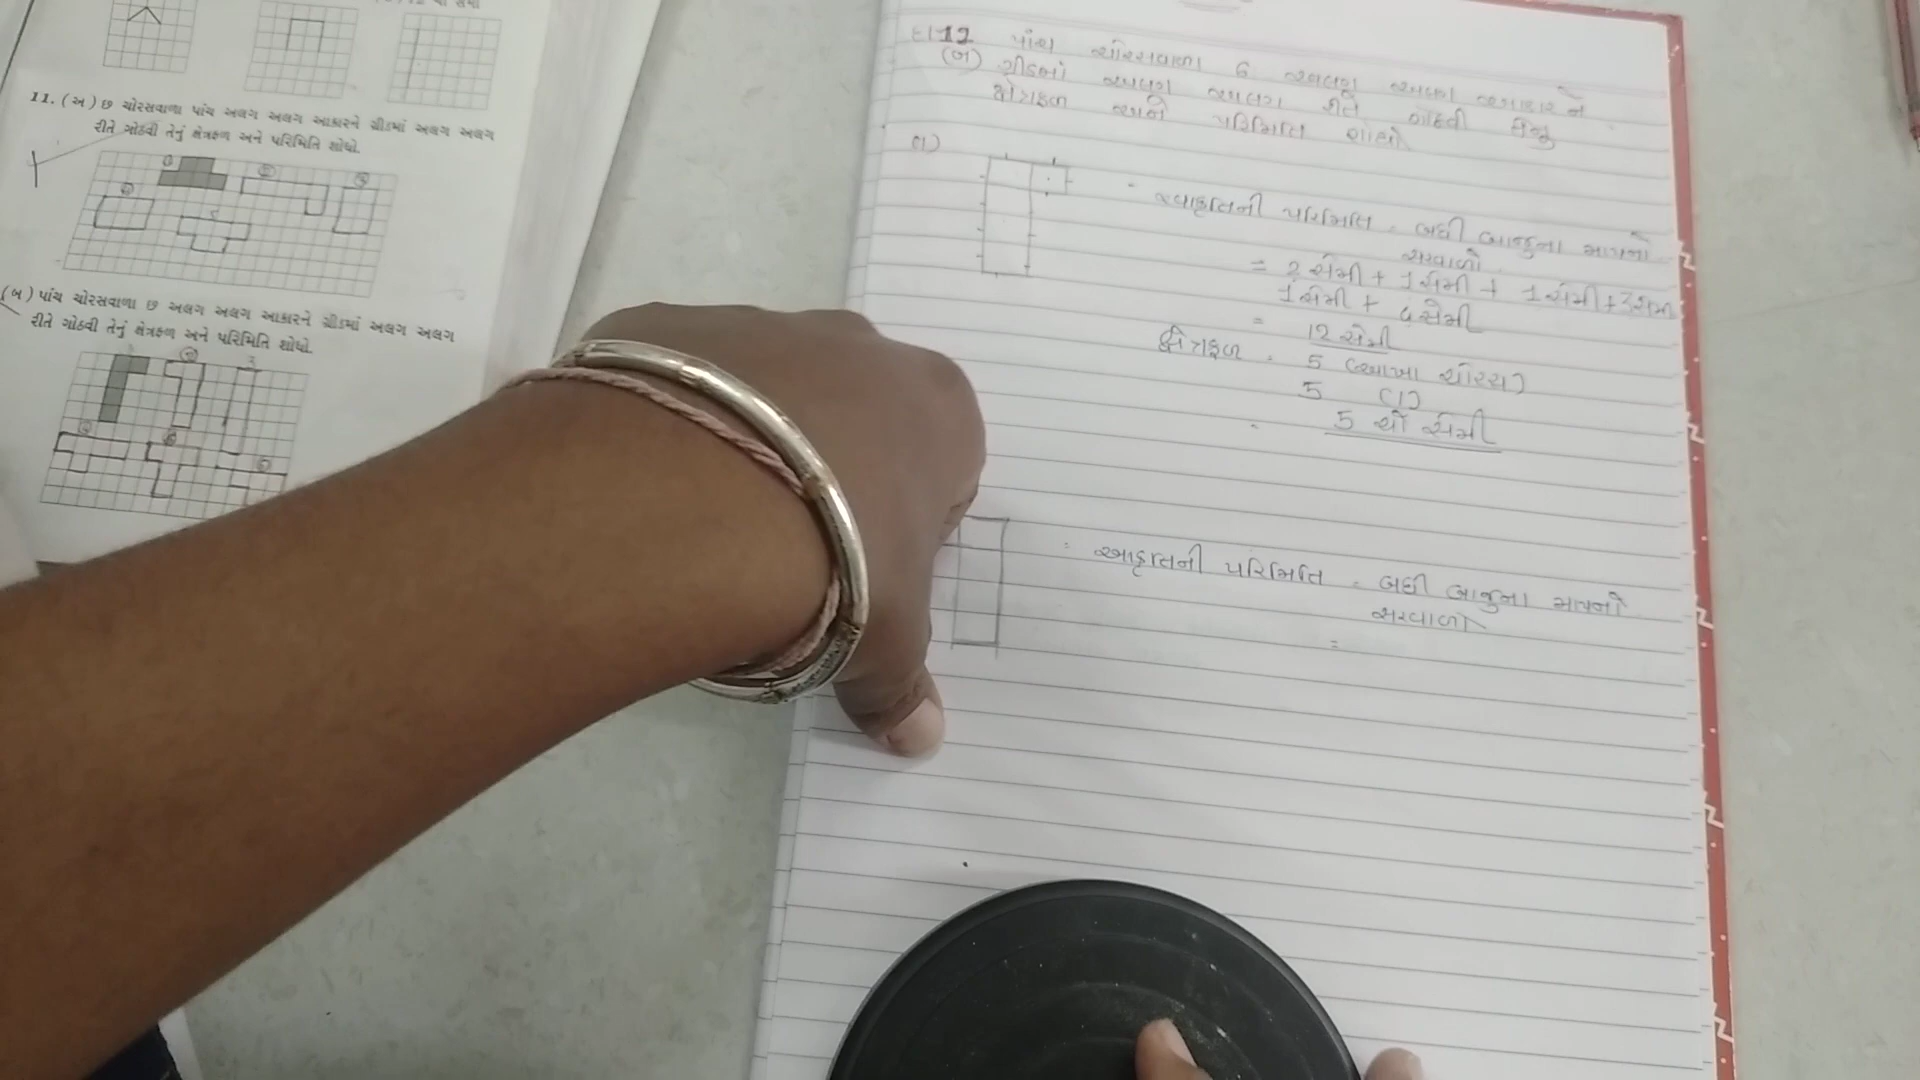 11. (અ) છ ચોરસવાળા પાંચ અલગ અલગ આકારને ગ્રીડમાં અલગ અલગ
રીતે ગોઠવી તેનું ક્ષેત્રફળ અને પરિમિતિ શોધો.
(બ) પાંચ ચોરસવાળા છ અલગ અલગ આકારને ગ્રીડમાં અલગ અલગ
રીતે ગોઠવી તેનું ક્ષેત્રફળ અને પરિમિતિ શોધો.
દા12 પાંચ ચોરસવાળા 6 અલગ અલગ આકારને
(બ) ગ્રીડમાં અલગ અલગ રીતે ગોઠવી તેનું
ક્ષેત્રફળ અને પરિમિતિ શોધો
આકૃતિની પરિમિતિ = બધી બાજુના માપનો
સરવાળો
= 2 સેમી + 1 સેમી + 1 સેમી + 3 સેમી
1 સેમી + 4 સેમી
= 12 સેમી
ક્ષેત્રફળ = 5 (આખા ચોરસ)
5 (1)
= 5 ચો સેમી
= આકૃતિની પરિમિતિ = બધી બાજુના માપનો
સરવાળો
=